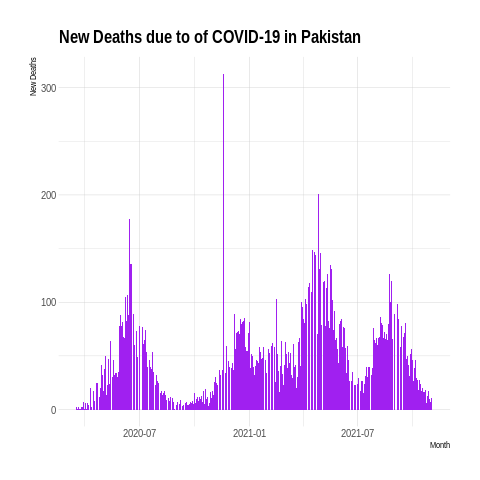 New Deaths due to of COVID-19 in Pakistan
New Deaths
300
200
100
0
2020-07 2021-01 2021-07
Month